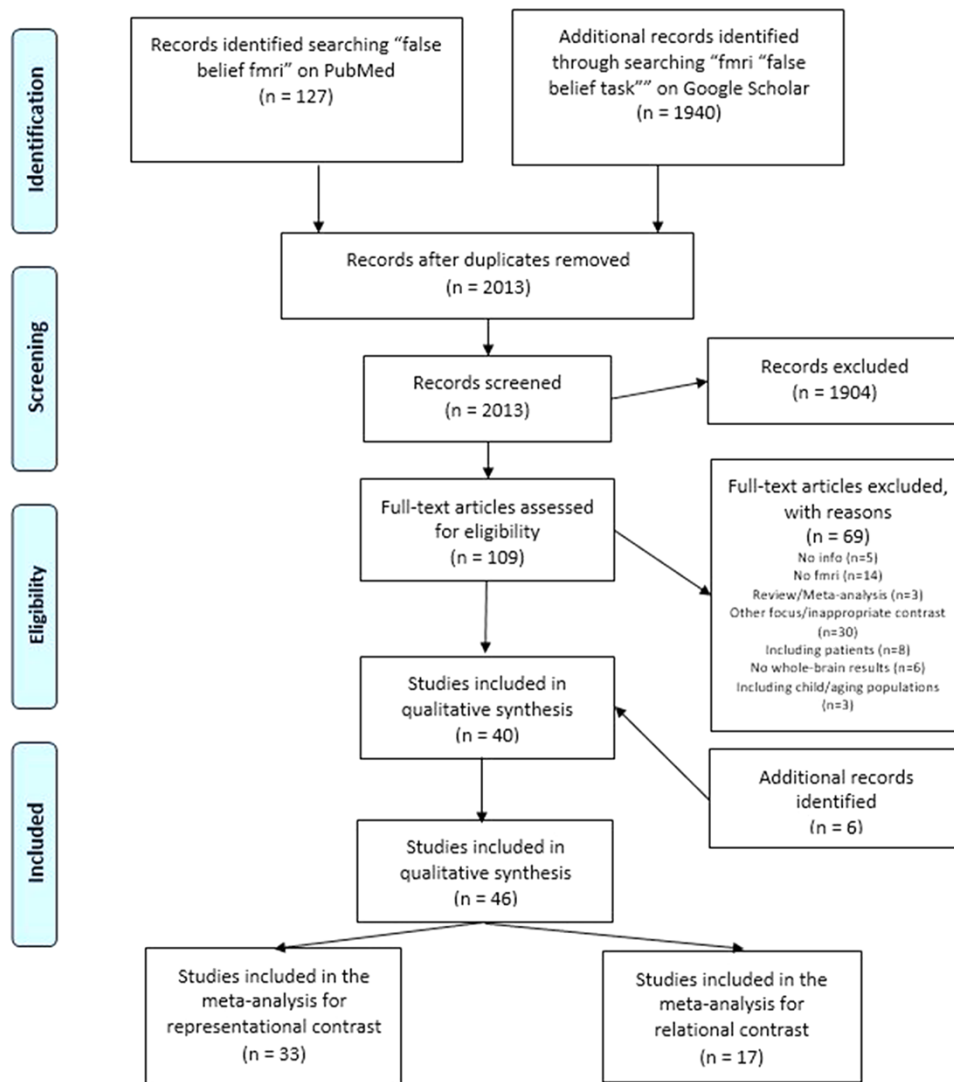 Identification
Records identified searching “false
belief fmri” on PubMed
(n = 127)
Additional records identified
through searching “fmri “false
belief task”” on Google Scholar
(n = 1940)
Records after duplicates removed
(n = 2013)
Screening
Records screened
(n = 2013)
Records excluded
(n = 1904)
Eligibility
Full-text articles assessed
for eligibility
(n = 109)
Full-text articles excluded,
with reasons
(n = 69)
No info (n=5)
No fmri (n=14)
Review/Meta-analysis (n=3)
Other focus/inappropriate contrast
(n=30)
Including patients (n=8)
No whole-brain results (n=6)
Including child/aging populations
(n=3)
Studies included in
qualitative synthesis
(n = 40)
Additional records
identified
(n = 6)
Included
Studies included in
qualitative synthesis
(n = 46)
Studies included in the
meta-analysis for
representational contrast
(n = 33)
Studies included in the
meta-analysis for
relational contrast
(n = 17)